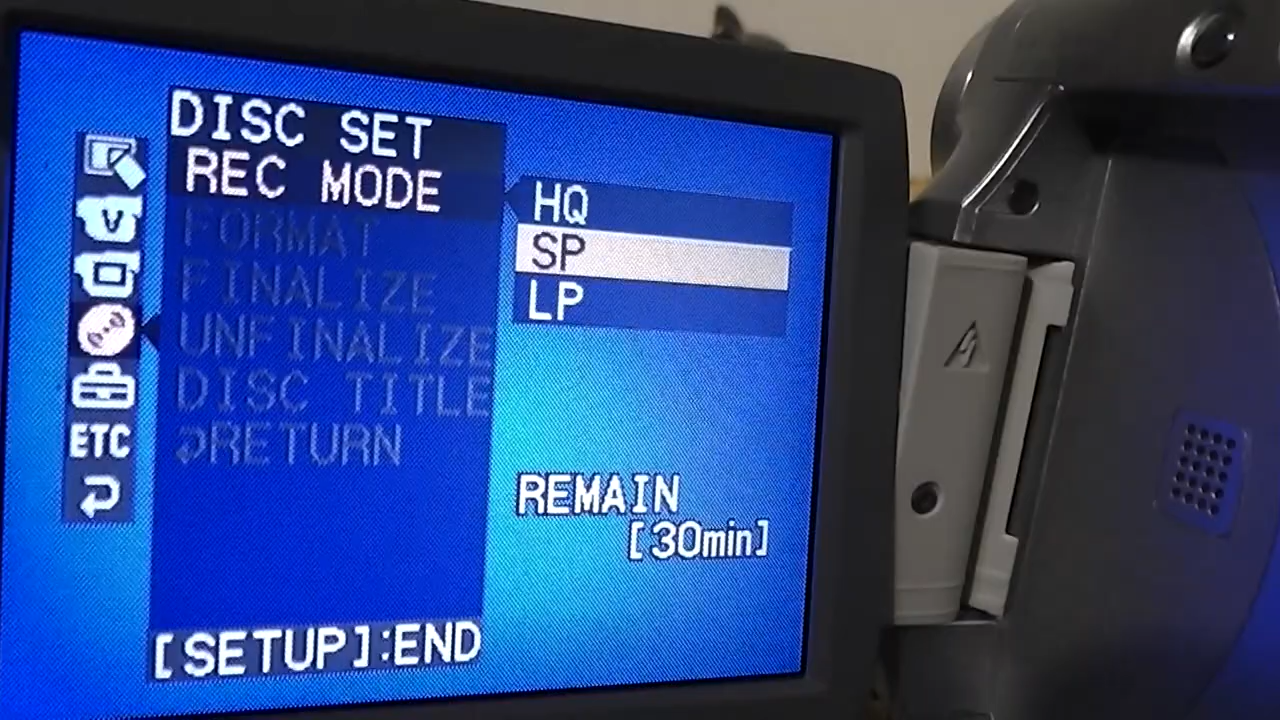 DISC SET
REC MODE
HQ
FORMAT
SP
FINALIZE
LP
UNFINALIZE
DISC TITLE
RETURN
ETC
REMAIN
[30min]
[SETUP]:END